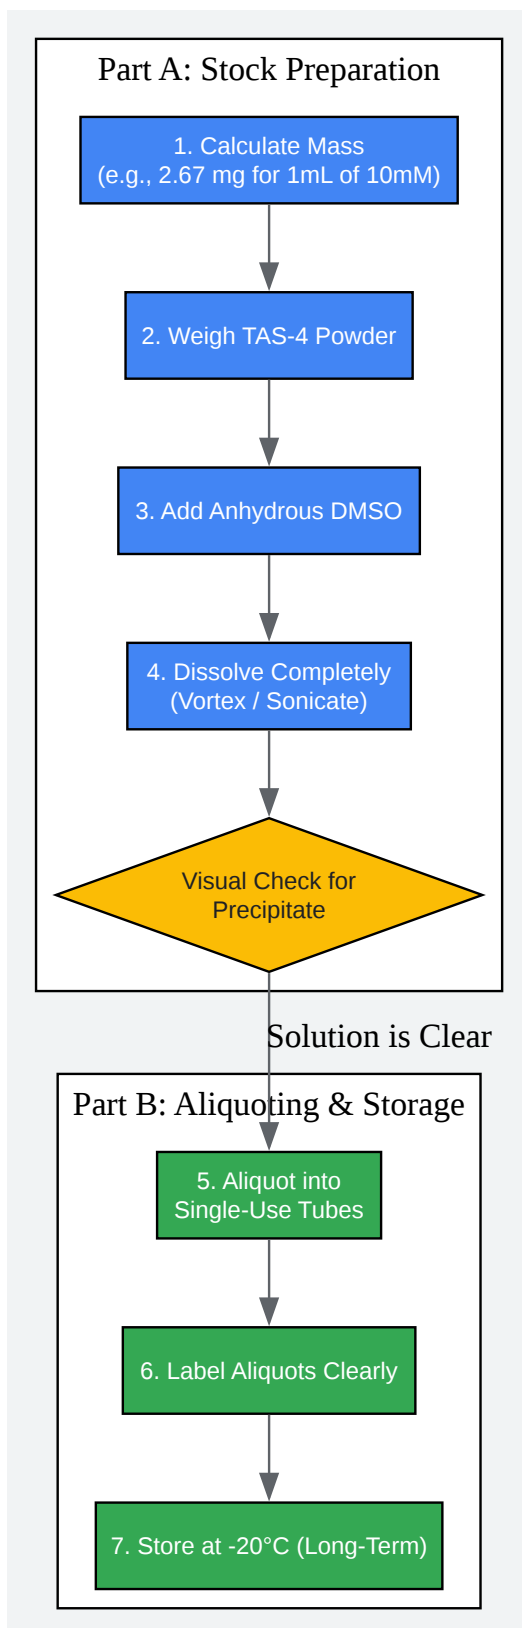 Part A: Stock Preparation
1. Calculate Mass
(e.g., 2.67 mg for 1mL of 10mM)
2. Weigh TAS-4 Powder
3. Add Anhydrous DMSO
4. Dissolve Completely
(Vortex / Sonicate)
Visual Check for
Precipitate
Solution is Clear
Part B: Aliquoting & Storage
5. Aliquot into
Single-Use Tubes
6. Label Aliquots Clearly
7. Store at -20°C (Long-Term)